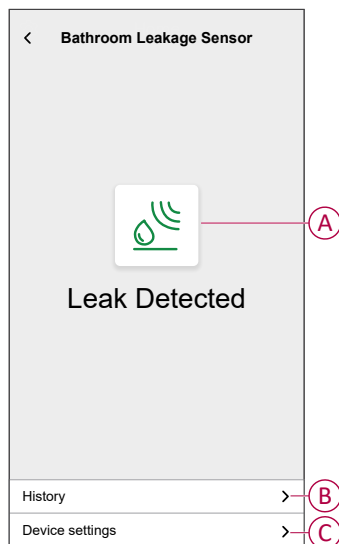 Bathroom Leakage Sensor
A
Leak Detected
History
B
Device settings
C